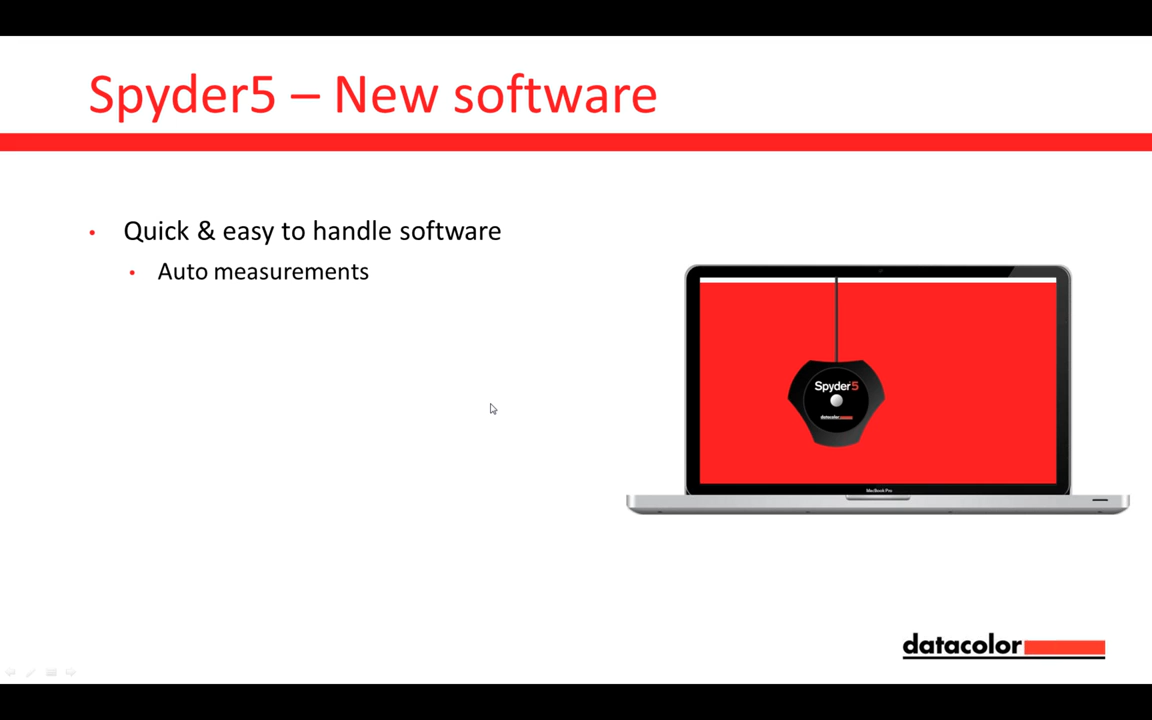 Spyder5 – New software
• Quick & easy to handle software
• Auto measurements
Spyder5
datacolor
MacBook Pro
datacolor